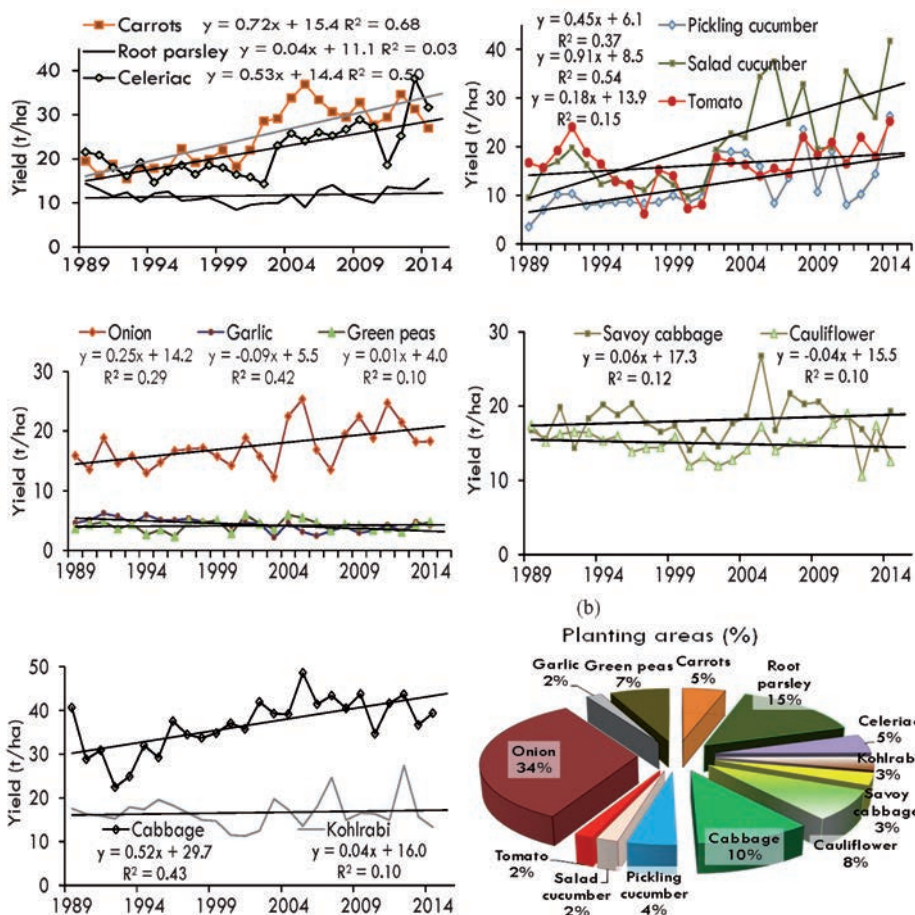 Carrots y = 0.72x + 15.4 R² = 0.68
Root parsley y = 0.04x + 11.1 R² = 0.03
Celeriac y = 0.53x + 14.4 R² = 0.50
Yield (t/ha)
40
30
20
10
0
1989 1994 1999 2004 2009 2014
y = 0.45x + 6.1
R² = 0.37
y = 0.91x + 8.5
R² = 0.54
y = 0.18x + 13.9
R² = 0.15
Pickling cucumber
Salad cucumber
Tomato
Yield (t/ha)
50
40
30
20
10
0
1989 1994 1999 2004 2009 2014
Onion Garlic Green peas
y = 0.25x + 14.2 y = -0.09x + 5.5 y = 0.01x + 4.0
R² = 0.29 R² = 0.42 R² = 0.10
Yield (t/ha)
30
20
10
0
1989 1994 1999 2004 2009 2014
Savoy cabbage Cauliflower
y = 0.06x + 17.3 y = -0.04x + 15.5
R² = 0.12 R² = 0.10
Yield (t/ha)
30
20
10
0
1989 1994 1999 2004 2009 2014
(b)
Yield (t/ha)
50
40
30
20
10
0
Cabbage Kohlrabi
y = 0.52x + 29.7 y = 0.04x + 16.0
R² = 0.43 R² = 0.10
1989 1994 1999 2004 2009 2014
Planting areas (%)
Garlic
2%
Green peas
7%
Carrots
5%
Root
parsley
15%
Celeriac
5%
Kohlrabi
3%
Savoy
cabbage
3%
Cauliflower
8%
Cabbage
10%
Pickling
cucumber
4%
Salad
cucumber
2%
Tomato
2%
Onion
34%